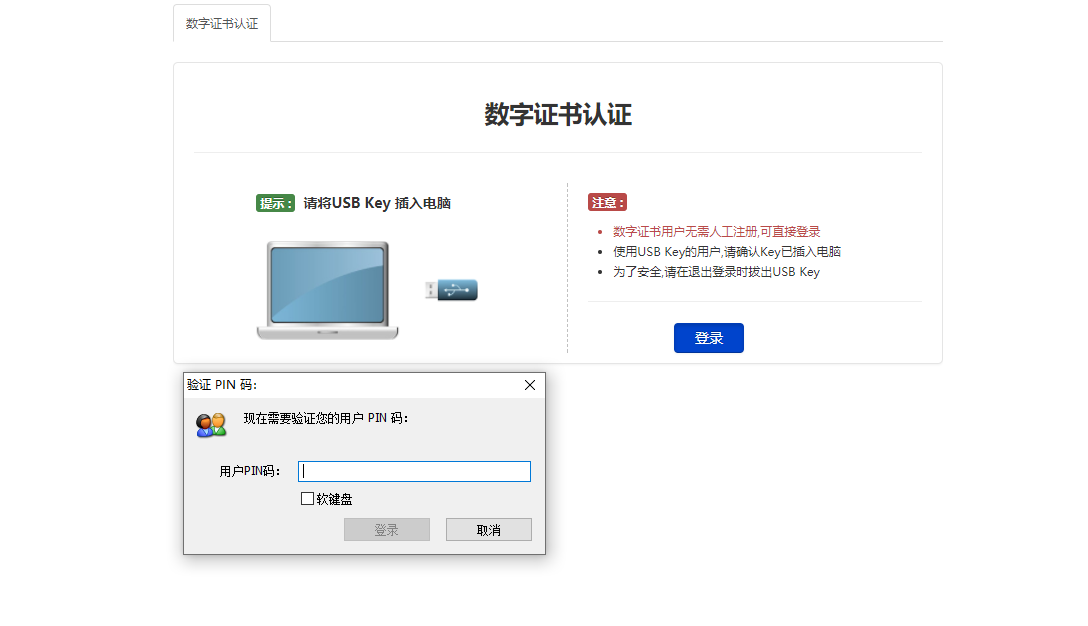 数字证书认证
数字证书认证
提示 : 请将USB Key 插入电脑
注意 :
数字证书用户无需人工注册,可直接登录
使用USB Key的用户,请确认Key已插入电脑
为了安全,请在退出登录时拔出USB Key
登录
验证 PIN 码:
现在需要验证您的用户 PIN 码:
用户PIN码:
软键盘
登录 取消